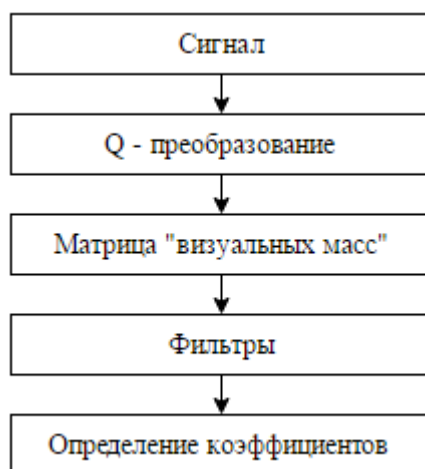 Сигнал
Q - преобразование
Матрица "визуальных масс"
Фильтры
Определение коэффициентов